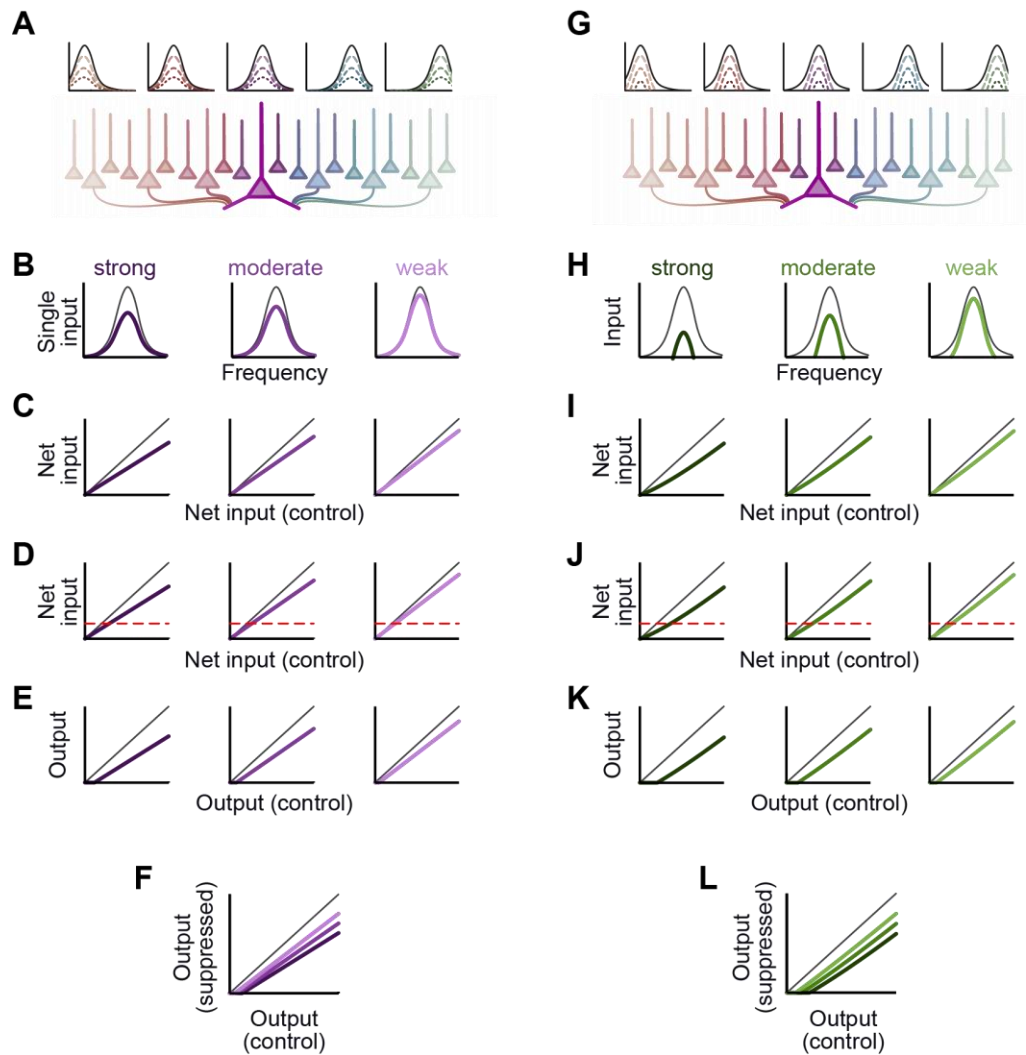 A
G
B
strong
moderate
weak
Single
input
Frequency
H
strong
moderate
weak
Input
Frequency
C
Net
input
Net input (control)
I
Net
input
Net input (control)
D
Net
input
Net input (control)
J
Net
input
Net input (control)
E
Output
Output (control)
K
Output
Output (control)
F
Output
(suppressed)
Output
(control)
L
Output
(suppressed)
Output
(control)